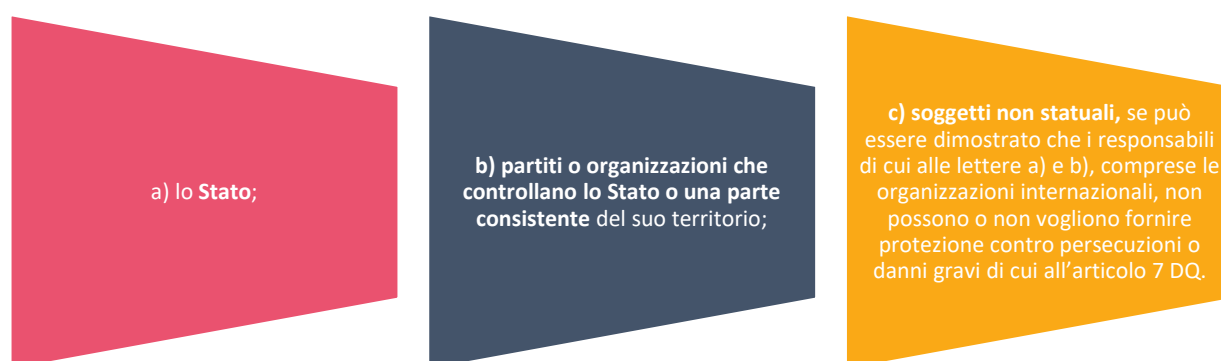 a) lo Stato;
b) partiti o organizzazioni che
controllano lo Stato o una parte
consistente del suo territorio;
c) soggetti non statuali, se può
essere dimostrato che i responsabili
di cui alle lettere a) e b), comprese le
organizzazioni internazionali, non
possono o non vogliono fornire
protezione contro persecuzioni o
danni gravi di cui all’articolo 7 DQ.